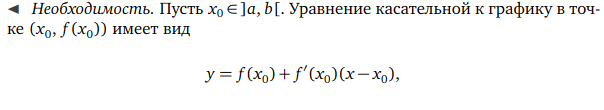 ◄ Необходимость. Пусть x₀ ∈ ]a, b[. Уравнение касательной к графику в точ-
ке (x₀, f(x₀)) имеет вид
y = f(x₀) + f′(x₀)(x − x₀),